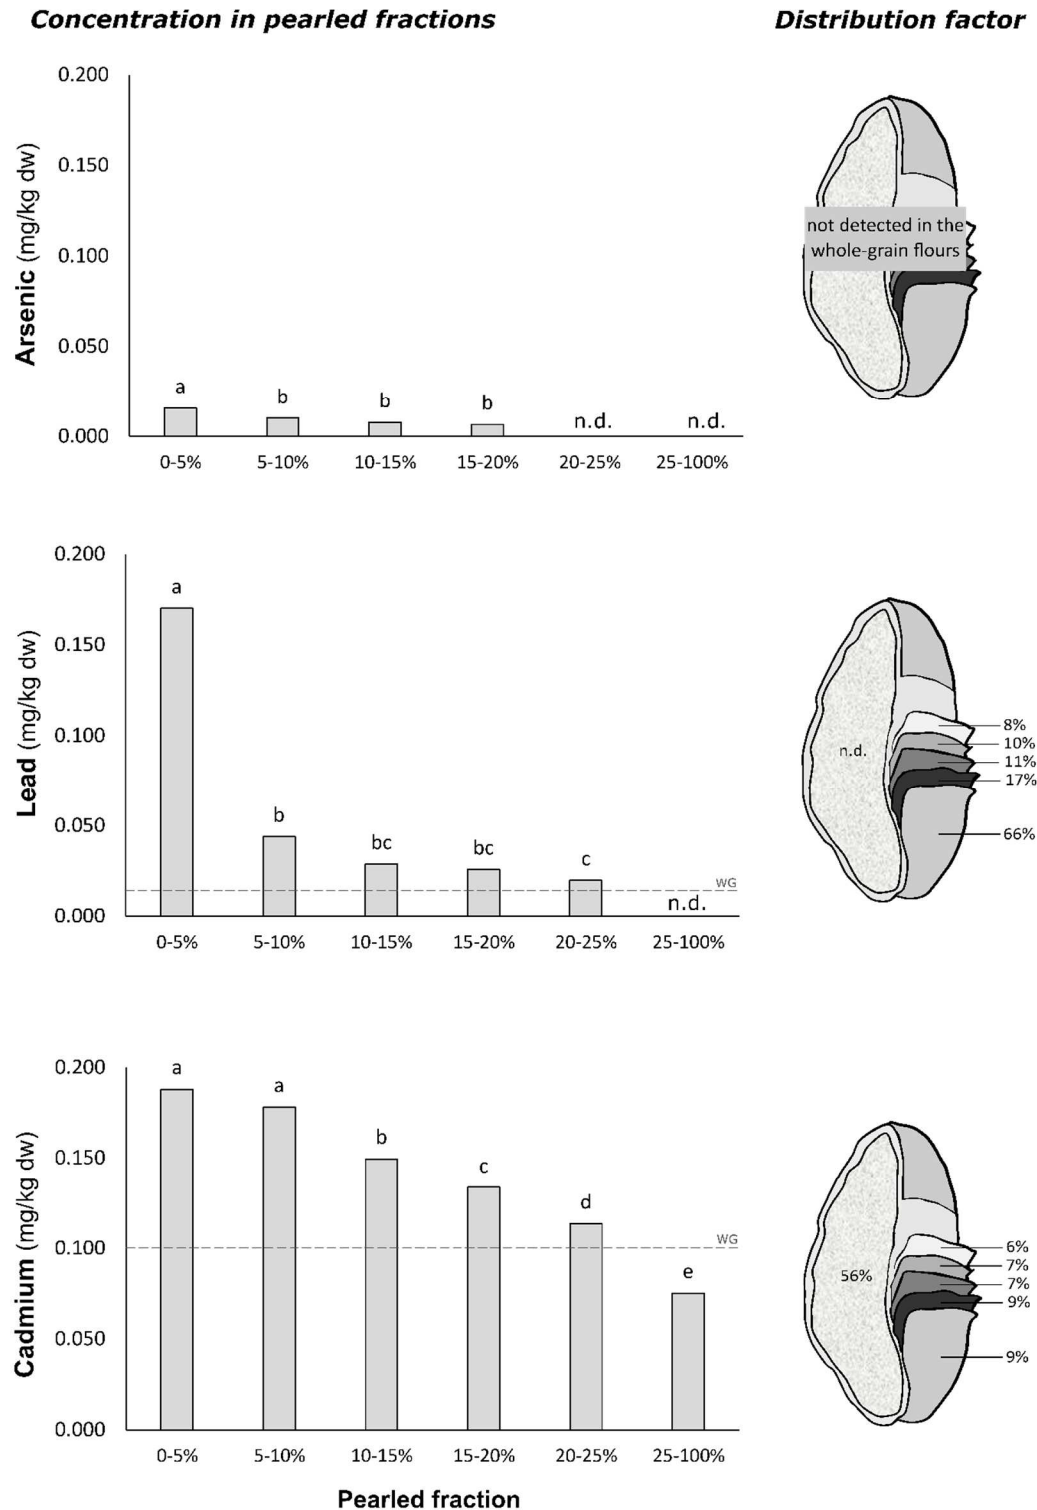 Concentration in pearled fractions
Distribution factor
Arsenic (mg/kg dw)
0.200
0.150
0.100
0.050
0.000
a
b
b
b
n.d.
n.d.
0-5%
5-10%
10-15%
15-20%
20-25%
25-100%
not detected in the
whole-grain flours
Lead (mg/kg dw)
0.200
0.150
0.100
0.050
0.000
a
b
bc
bc
c
n.d.
WG
0-5%
5-10%
10-15%
15-20%
20-25%
25-100%
n.d.
8%
10%
11%
17%
66%
Cadmium (mg/kg dw)
0.200
0.150
0.100
0.050
0.000
a
a
b
c
d
e
WG
0-5%
5-10%
10-15%
15-20%
20-25%
25-100%
56%
6%
7%
7%
9%
9%
Pearled fraction